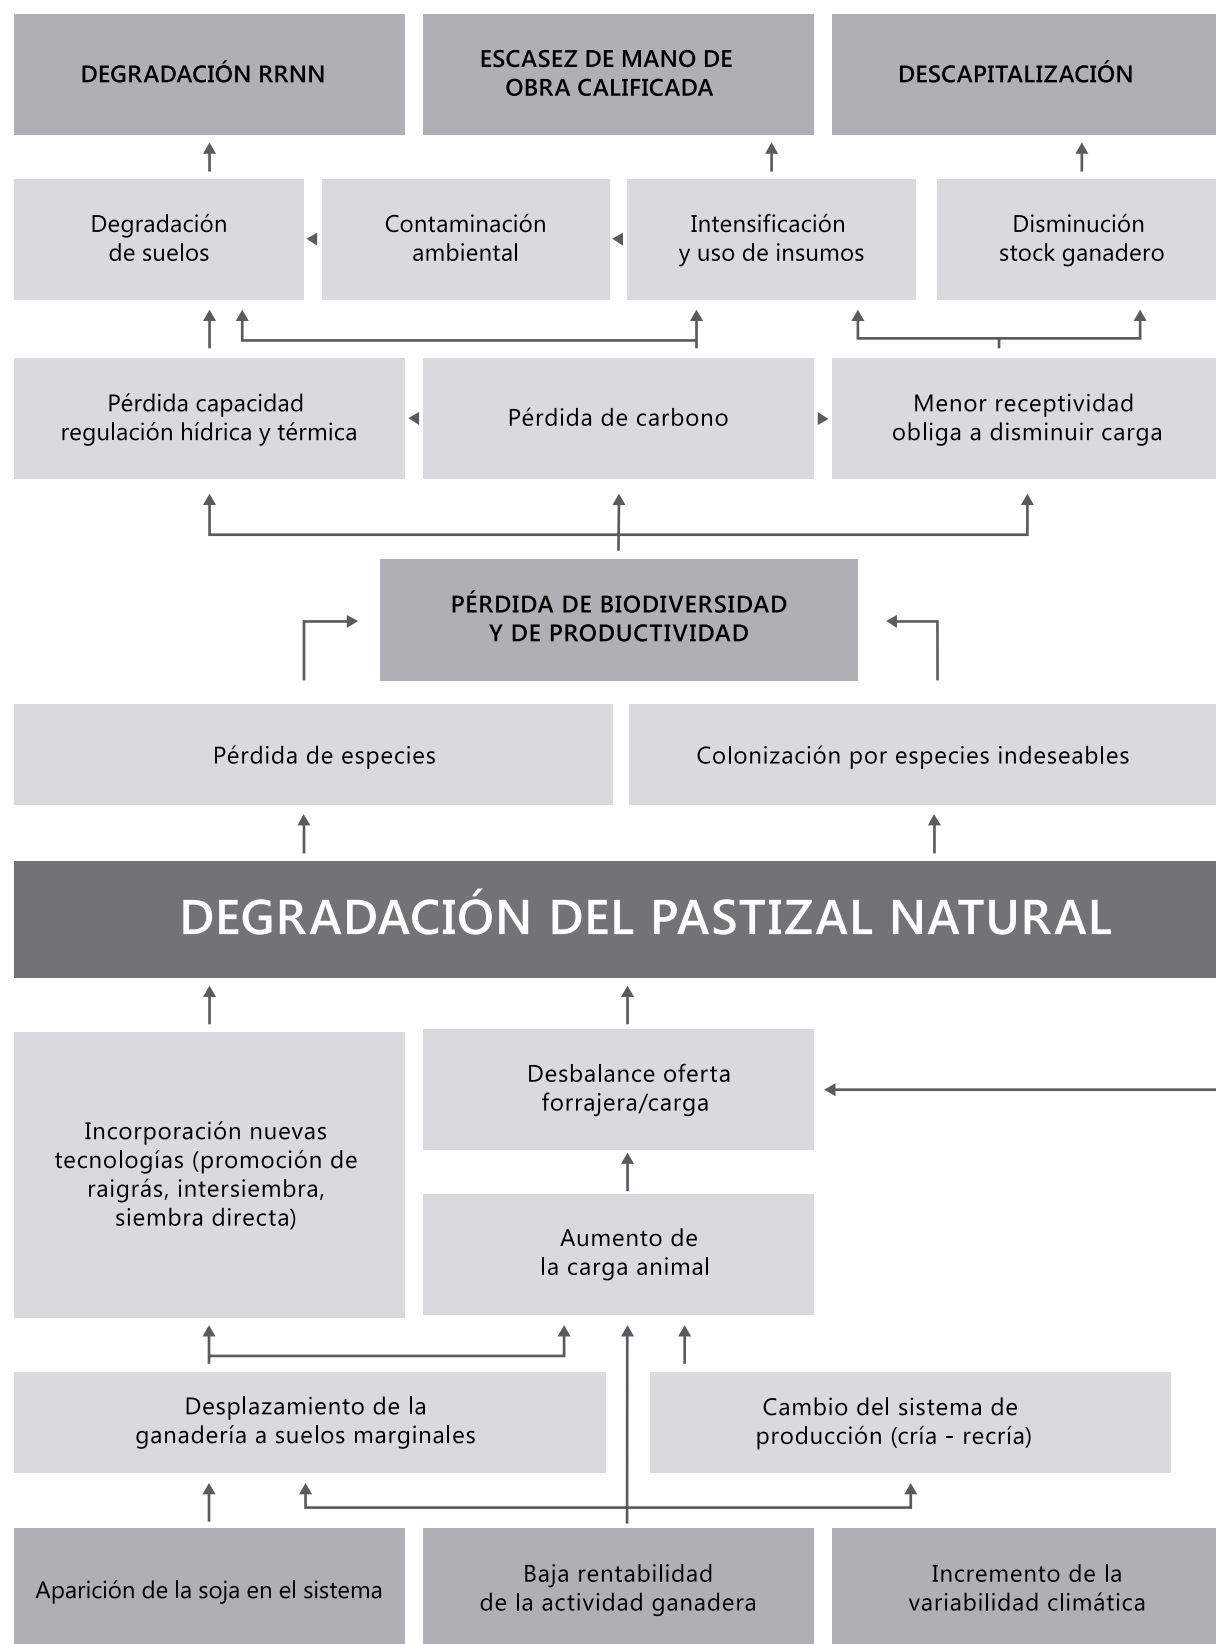 DEGRADACIÓN RRNN
ESCASEZ DE MANO DE
OBRA CALIFICADA
DESCAPITALIZACIÓN
Degradación
de suelos
Contaminación
ambiental
Intensificación
y uso de insumos
Disminución
stock ganadero
Pérdida capacidad
regulación hídrica y térmica
Pérdida de carbono
Menor receptividad
obliga a disminuir carga
PÉRDIDA DE BIODIVERSIDAD
Y DE PRODUCTIVIDAD
Pérdida de especies
Colonización por especies indeseables
DEGRADACIÓN DEL PASTIZAL NATURAL
Incorporación nuevas
tecnologías (promoción de
raigrás, intersiembra,
siembra directa)
Desbalance oferta
forrajera/carga
Aumento de
la carga animal
Desplazamiento de la
ganadería a suelos marginales
Cambio del sistema de
producción (cría - recría)
Aparición de la soja en el sistema
Baja rentabilidad
de la actividad ganadera
Incremento de la
variabilidad climática